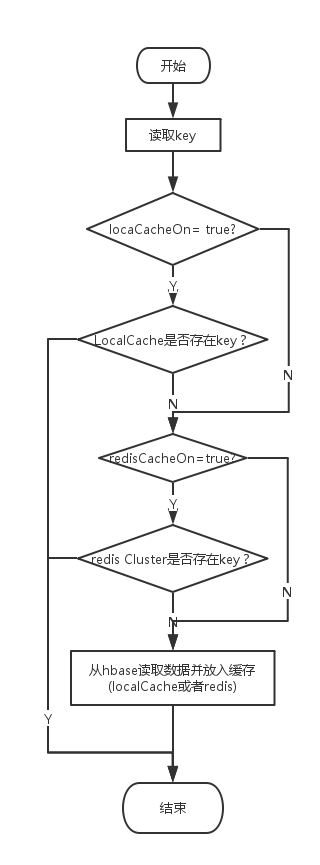 开始
读取key
locaCacheOn= true?
Y
LocalCache是否存在key？
N
N
redisCacheOn=true?
Y
redis Cluster是否存在key？
N
N
从hbase读取数据并放入缓存
(localCache或者redis)
Y
结束